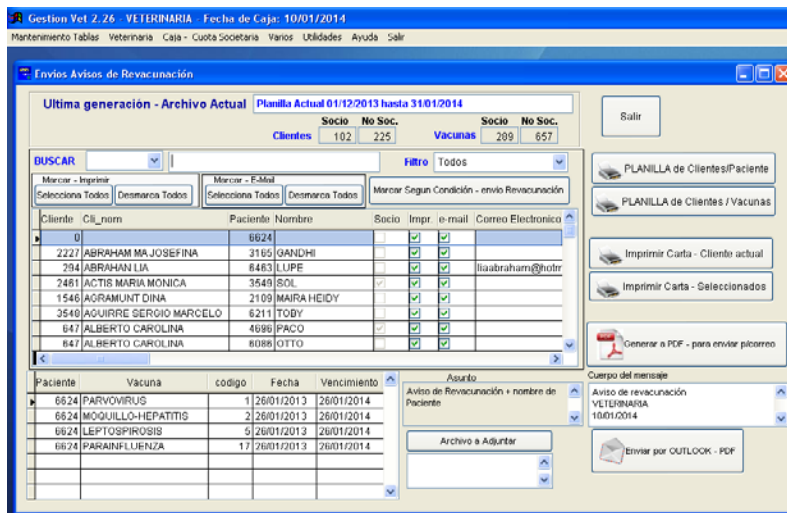 Gestion Vet 2.26 - VETERINARIA - Fecha de Caja: 10/01/2014
Mantenimiento Tablas Veterinaria Caja - Cuota Societaria Varios Utilidades Ayuda Salir
Envios Avisos de Revacunación
Ultima generación - Archivo Actual Planilla Actual 01/12/2013 hasta 31/01/2014
Socio No Soc. Socio No Soc.
Clientes 102 225 Vacunas 289 657
Salir
BUSCAR Filtro Todos
Marcar - Imprimir Marcar - E-Mail
Selecciona Todos Desmarca Todos Selecciona Todos Desmarca Todos Marcar Segun Condición - envio Revacunación
PLANILLA de Clientes/Paciente
PLANILLA de Clientes / Vacunas
Imprimir Carta - Cliente actual
Imprimir Carta - Seleccionados
Generar a PDF - para enviar p/correo
Cliente Cli_nom Paciente Nombre Socio Impr. e-mail Correo Electronico
0 6624
2227 ABRAHAM MA JOSEFINA 3165 GANDHI
294 ABRAHAN LIA 6463 LUPE liaabraham@hotm
2461 ACTIS MARIA MONICA 3549 SOL
1546 AGRAMUNT DINA 2109 MAIRA HEIDY
3548 AGUIRRE SERGIO MARCELO 6211 TOBY
647 ALBERTO CAROLINA 4696 PACO
647 ALBERTO CAROLINA 6086 OTTO
Paciente Vacuna codigo Fecha Vencimiento
6624 PARVOVIRUS 1 26/01/2013 26/01/2014
6624 MOQUILLO-HEPATITIS 2 26/01/2013 26/01/2014
6624 LEPTOSPIROSIS 5 26/01/2013 26/01/2014
6624 PARAINFLUENZA 17 26/01/2013 26/01/2014
Asunto
Aviso de Revacunación + nombre de
Paciente
Archivo a Adjuntar
Cuerpo del mensaje
Aviso de revacunación
VETERINARIA
10/01/2014
Enviar por OUTLOOK - PDF